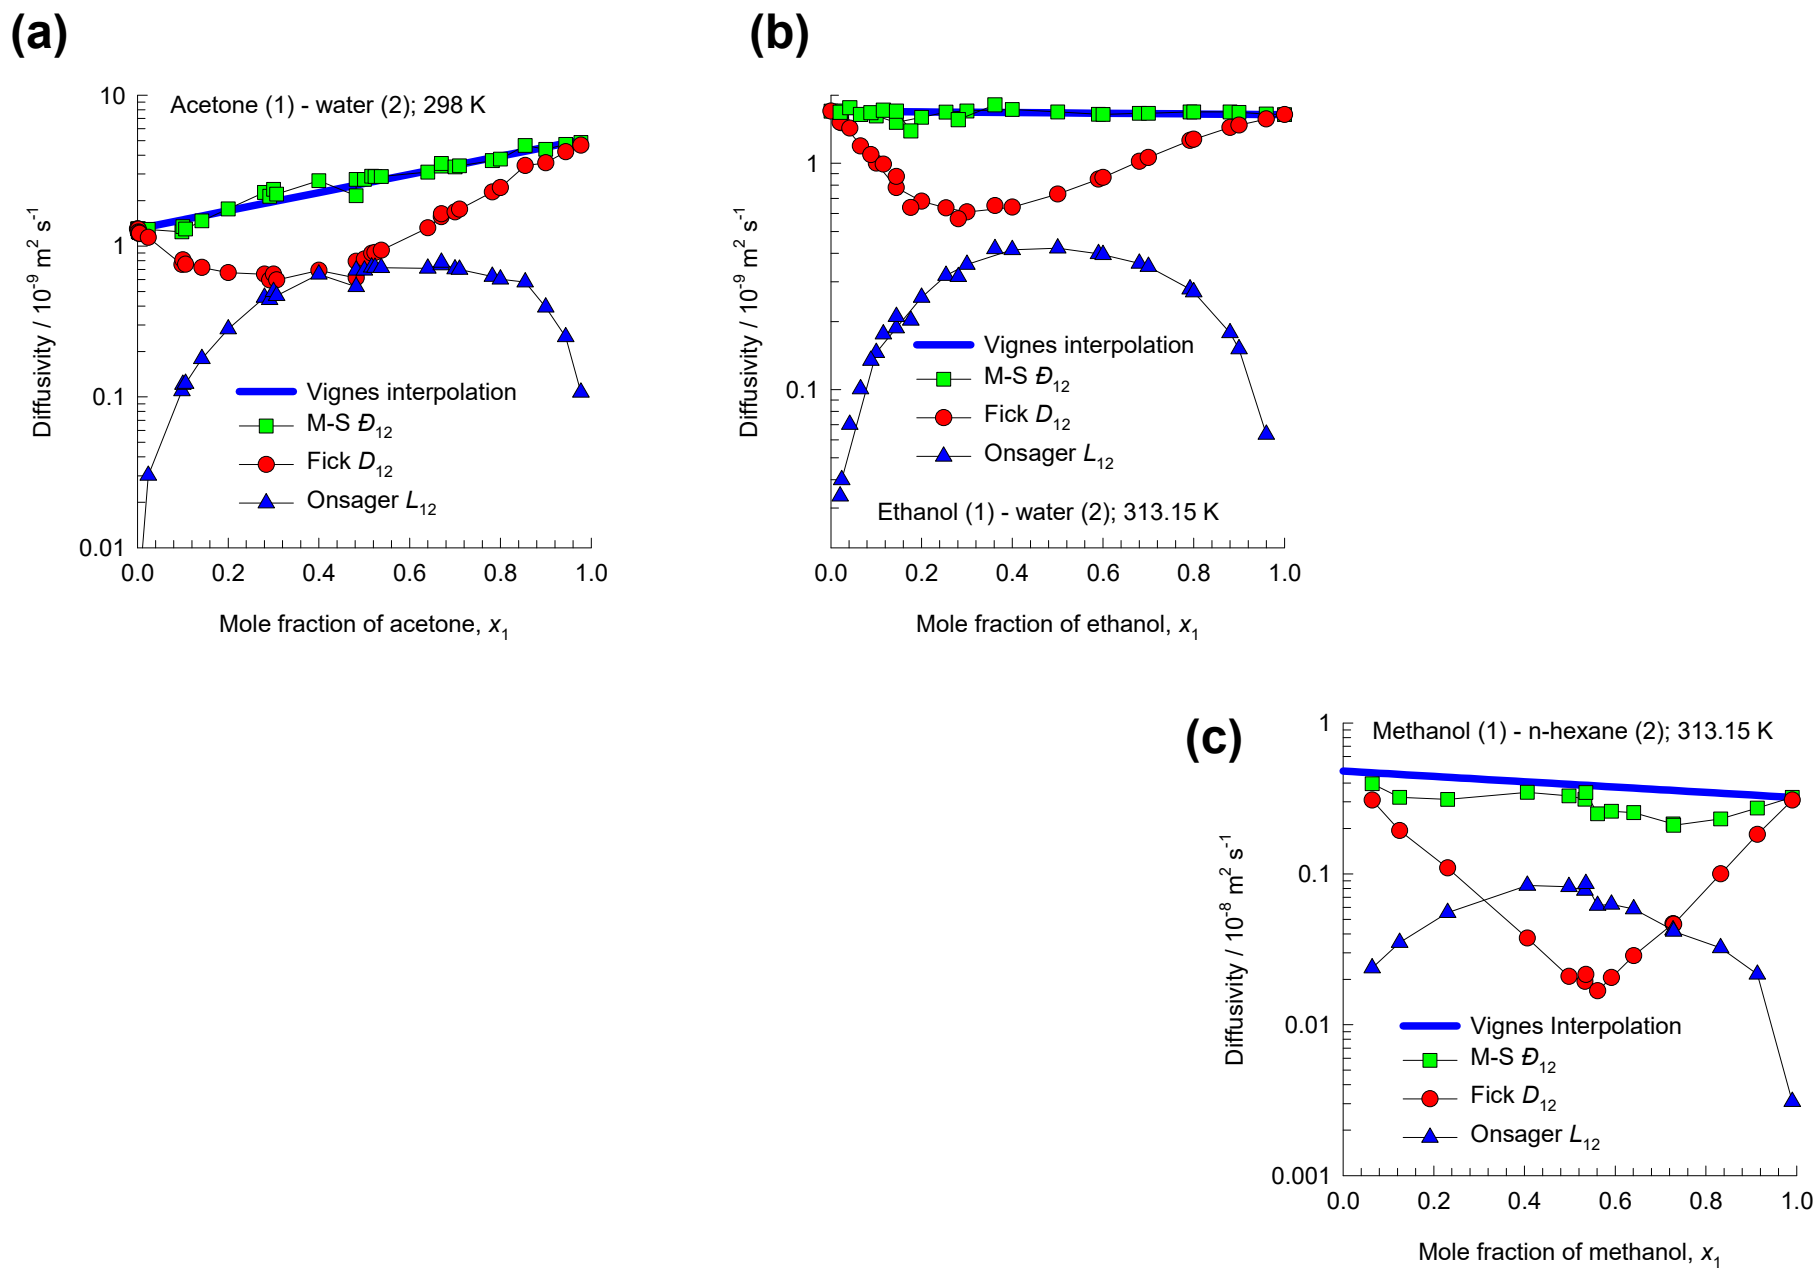 (a)
Acetone (1) - water (2); 298 K
10
1
0.1
0.01
Diffusivity / 10⁻⁹ m² s⁻¹
Vignes interpolation
M-S Đ₁₂
Fick D₁₂
Onsager L₁₂
0.0 0.2 0.4 0.6 0.8 1.0
Mole fraction of acetone, x₁
(b)
1
0.1
Diffusivity / 10⁻⁹ m² s⁻¹
Vignes interpolation
M-S Đ₁₂
Fick D₁₂
Onsager L₁₂
Ethanol (1) - water (2); 313.15 K
0.0 0.2 0.4 0.6 0.8 1.0
Mole fraction of ethanol, x₁
(c)
Methanol (1) - n-hexane (2); 313.15 K
1
0.1
0.01
0.001
Diffusivity / 10⁻⁸ m² s⁻¹
Vignes Interpolation
M-S Đ₁₂
Fick D₁₂
Onsager L₁₂
0.0 0.2 0.4 0.6 0.8 1.0
Mole fraction of methanol, x₁